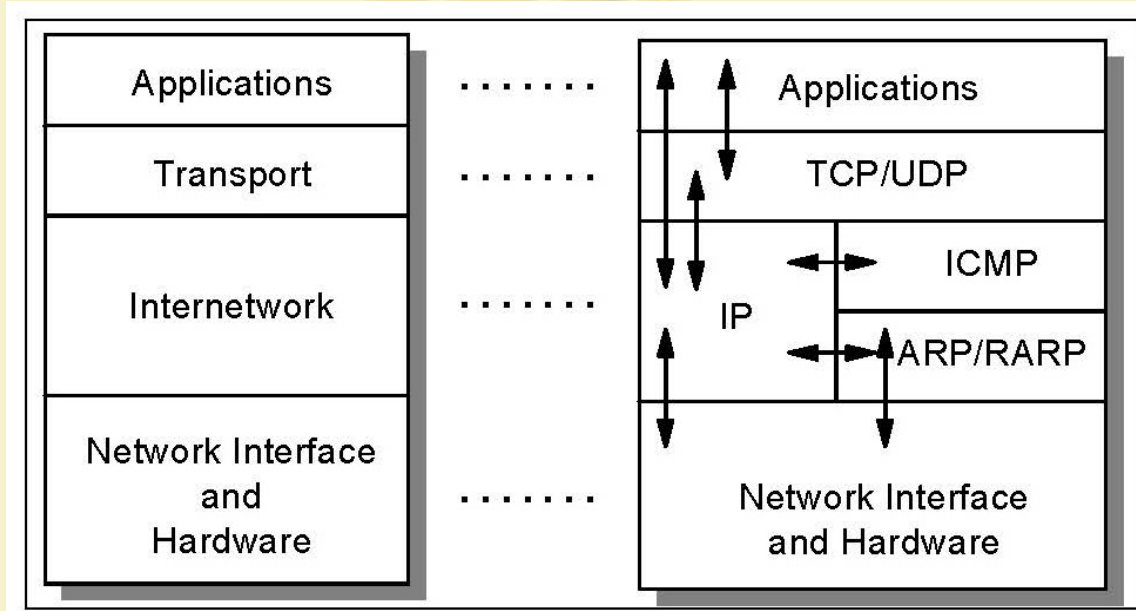 Applications
Transport
Internetwork
Network Interface
and
Hardware
.......
.......
.......
.......
Applications
TCP/UDP
IP
ICMP
ARP/RARP
Network Interface
and Hardware